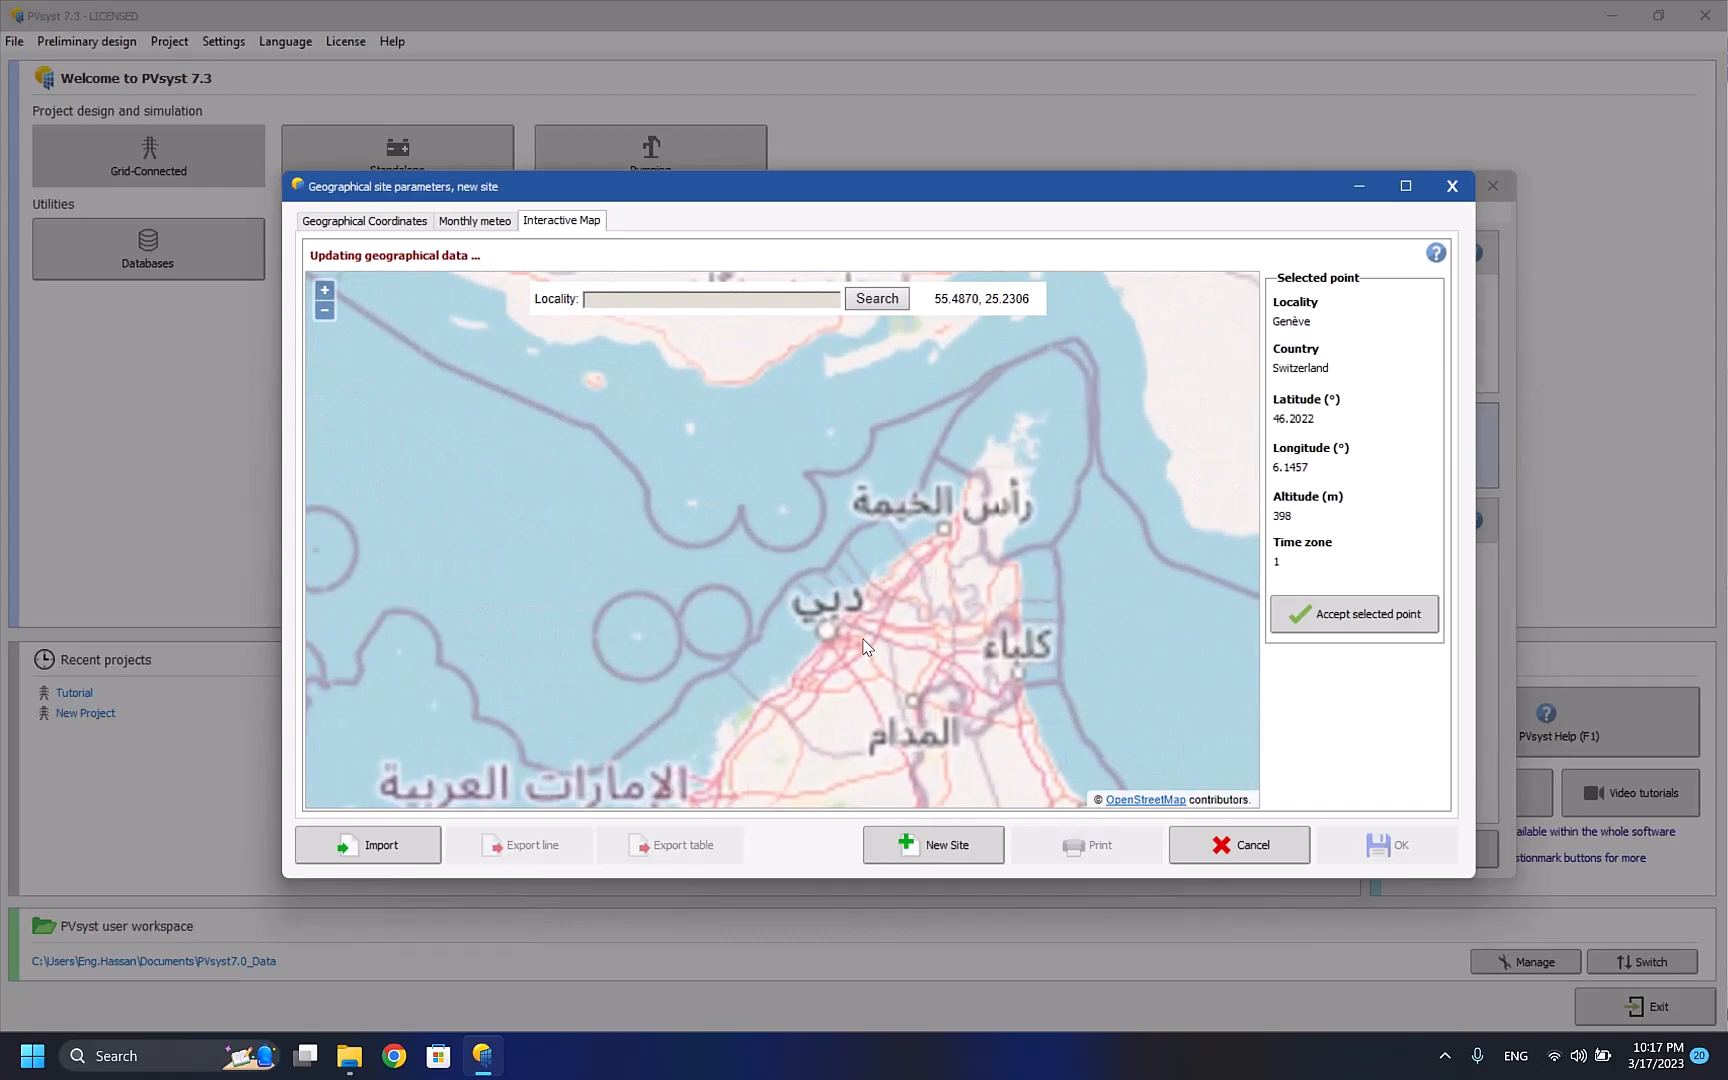 PVsyst 7.3 - LICENSED
File Preliminary design Project Settings Language License Help
Welcome to PVsyst 7.3
Project design and simulation
Grid-Connected
Utilities
Databases
Geographical site parameters, new site
Geographical Coordinates Monthly meteo Interactive Map
Updating geographical data ...
Locality: Search 55.4870, 25.2306
+
−
رأس الخيمة
دبي
كلباء
المدام
الإمارات العربية
© OpenStreetMap contributors.
Selected point
Locality
Genève
Country
Switzerland
Latitude (°)
46.2022
Longitude (°)
6.1457
Altitude (m)
398
Time zone
1
Accept selected point
Import Export line Export table New Site Print Cancel OK
Recent projects
Tutorial
New Project
PVsyst Help (F1)
Video tutorials
ailable within the whole software
stionmark buttons for more
PVsyst user workspace
C:\Users\Eng.Hassan\Documents\PVsyst7.0_Data
Manage Switch
Exit
Search
ENG
10:17 PM
3/17/2023
20